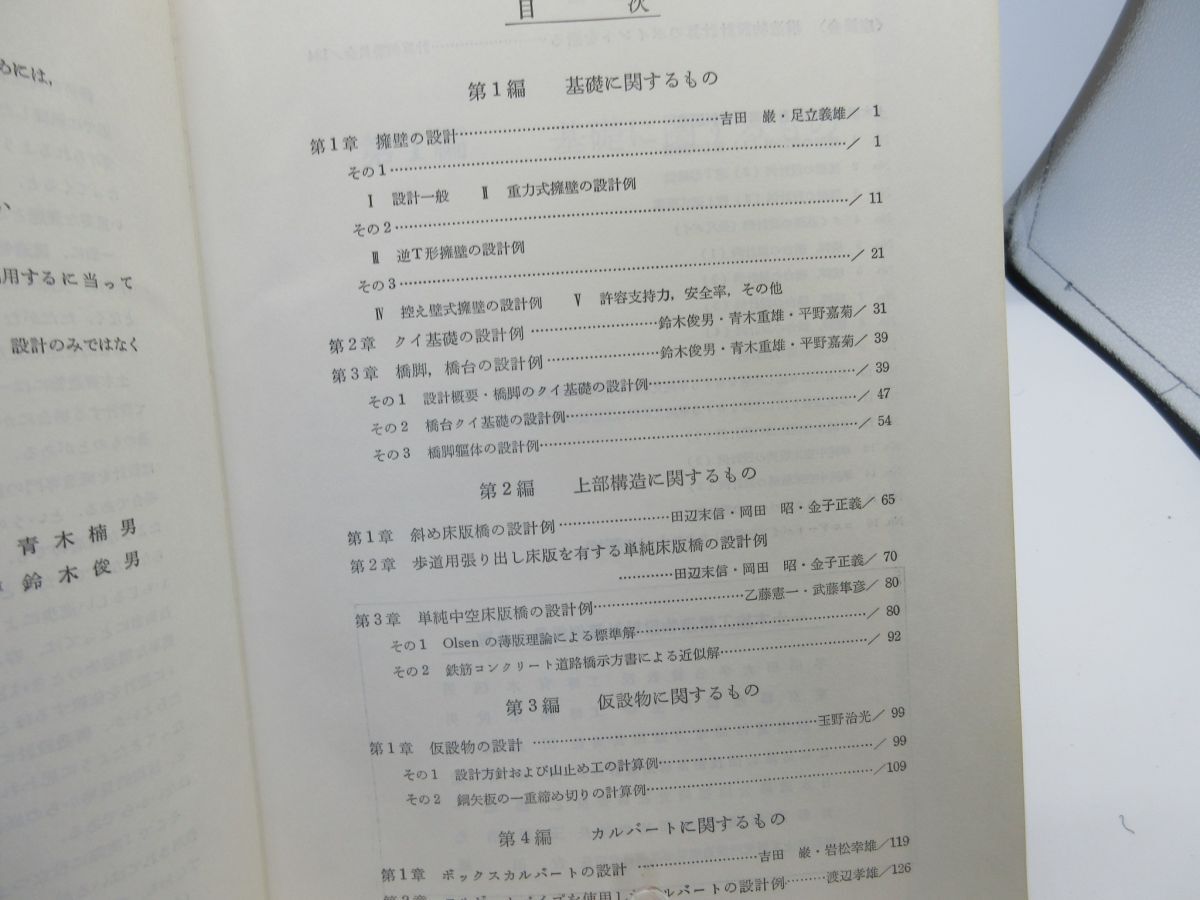 めには,
用するに当って
設計のみではなく
青木楠男
鈴木俊男
目 次
第1編 基礎に関するもの
第1章 擁壁の設計……………………………吉田 巌・足立義雄／ 1
その1……………………………………………………／ 1
Ⅰ 設計一般 Ⅱ 重力式擁壁の設計例
その2……………………………………………………／ 11
Ⅲ 逆T形擁壁の設計例
その3……………………………………………………／ 21
Ⅳ 控え壁式擁壁の設計例 Ⅴ 許容支持力，安全率，その他
第2章 クイ基礎の設計例……………鈴木俊男・青木重雄・平野嘉菊／ 31
第3章 橋脚，橋台の設計例……………鈴木俊男・青木重雄・平野嘉菊／ 39
その1 設計概要・橋脚のクイ基礎の設計例……………………／ 39
その2 橋台クイ基礎の設計例……………………………………／ 47
その3 橋脚軀体の設計例…………………………………………／ 54
第2編 上部構造に関するもの
第1章 斜め床版橋の設計例……………田辺末信・岡田 昭・金子正義／ 65
第2章 歩道用張り出し床版を有する単純床版橋の設計例
…………田辺末信・岡田 昭・金子正義／ 70
第3章 単純中空床版橋の設計例………………乙藤憲一・武藤隼彦／ 80
その1 Olsen の薄版理論による標準解…………………………／ 80
その2 鉄筋コンクリート道路橋示方書による近似解……………／ 92
第3編 仮設物に関するもの
第1章 仮設物の設計……………………………………玉野治光／ 99
その1 設計方針および山止め工の計算例………………………／ 99
その2 鋼矢板の一重締め切りの計算例…………………………／109
第4編 カルバートに関するもの
第1章 ボックスカルバートの設計……………吉田 巌・岩松幸雄／119
ルバートの設計例………渡辺孝雄／126